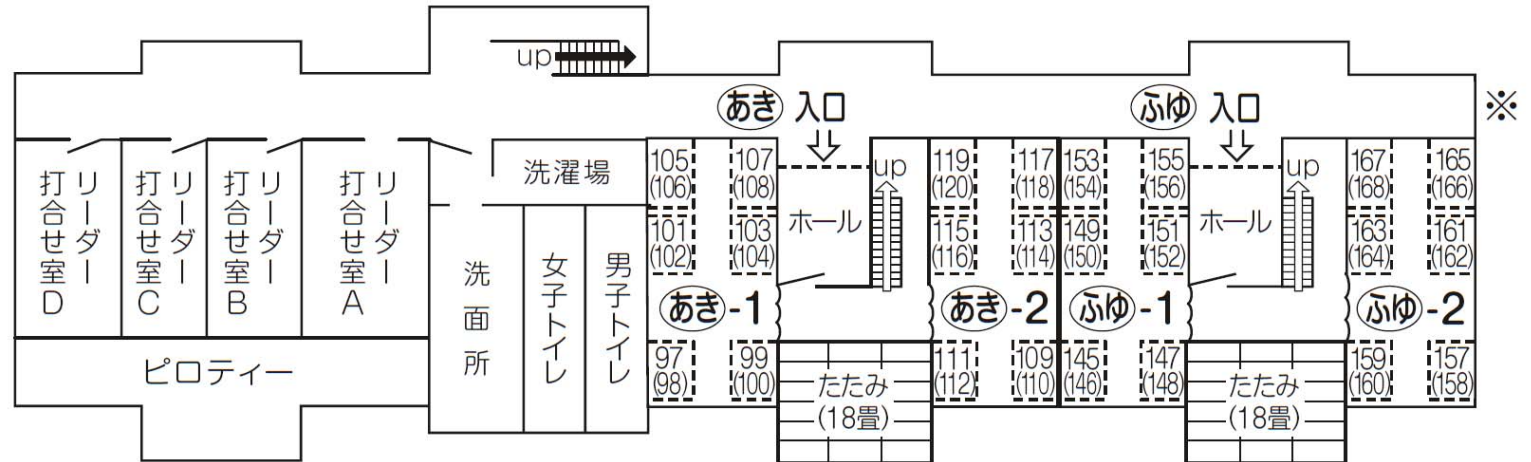 up
あき 入口
ふゆ 入口
※
リーダー
打合せ室D
リーダー
打合せ室C
リーダー
打合せ室B
リーダー
打合せ室A
ピロティー
洗面所
洗濯場
女子トイレ
男子トイレ
105
(106)
107
(108)
101
(102)
103
(104)
あき-1
97
(98)
99
(100)
ホール
up
たたみ
(18畳)
119
(120)
117
(118)
115
(116)
113
(114)
あき-2
111
(112)
109
(110)
153
(154)
155
(156)
149
(150)
151
(152)
ふゆ-1
145
(146)
147
(148)
ホール
up
たたみ
(18畳)
167
(168)
165
(166)
163
(164)
161
(162)
ふゆ-2
159
(160)
157
(158)